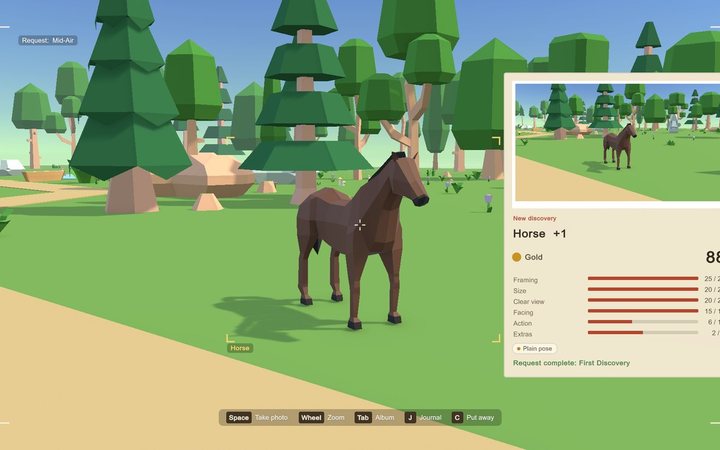 Request: Mid-Air
New discovery
Horse +1
Gold 88
Framing 25 /
Size 20 /
Clear view 20 /
Facing 15 /
Action 6 /
Extras 2 /
Plain pose
Request complete: First Discovery
Horse
Space Take photo Wheel Zoom Tab Album J Journal C Put away